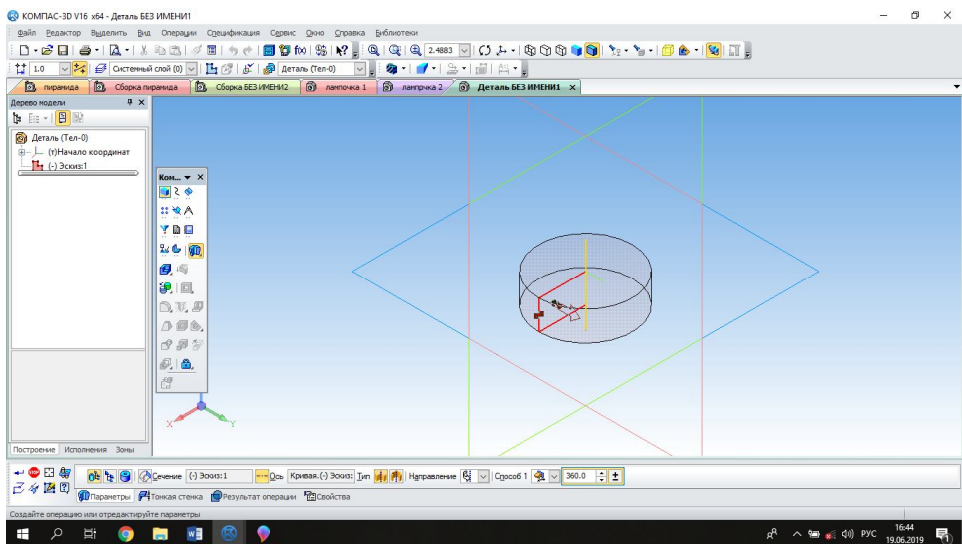 КОМПАС-3D V16 x64 - Деталь БЕЗ ИМЕНИ1
Файл Редактор Выделить Вид Операции Спецификация Сервис Окно Справка Библиотеки
2.4883
1.0 Системный слой (0) Деталь (Тел-0)
пирамида Сборка пирамида Сборка БЕЗ ИМЕНИ2 лампочка 1 лампрчка 2 Деталь БЕЗ ИМЕНИ1
Дерево модели
Деталь (Тел-0)
(т)Начало координат
(-) Эскиз:1
Ком...
X
Y
Построение Исполнения Зоны
Сечение (-) Эскиз:1 Ось Кривая.(-) Эскиз: Тип Направление Способ 1 360.0
Параметры Тонкая стенка Результат операции Свойства
Создайте операцию или отредактируйте параметры
РУС
16:44
19.06.2019